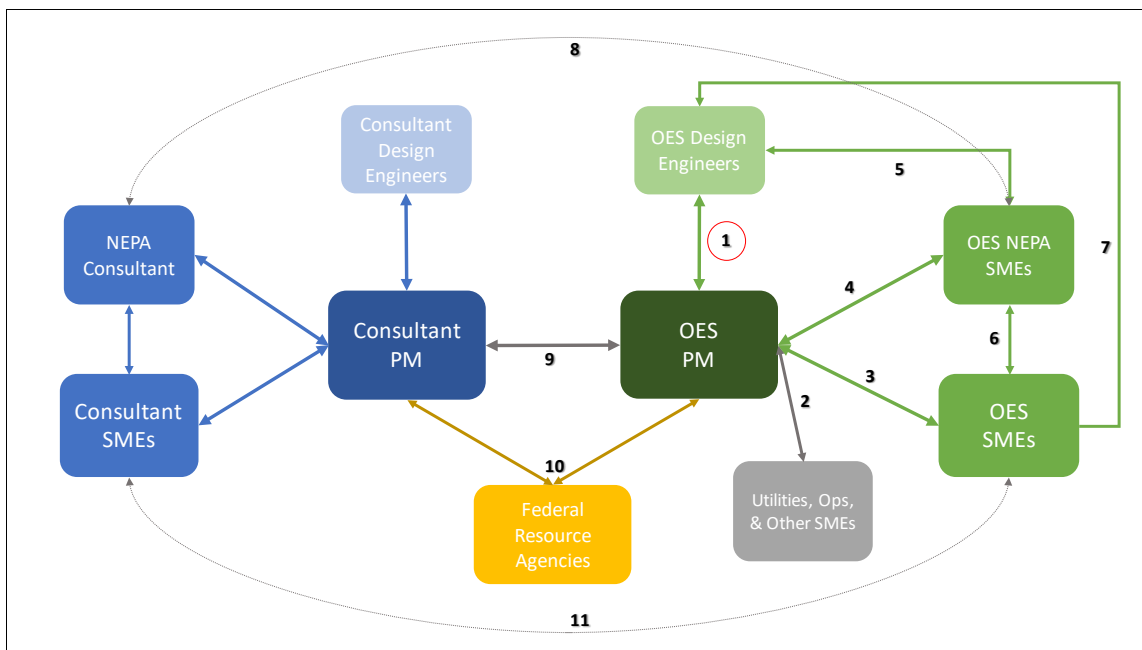 8
Consultant
Design
Engineers
OES Design
Engineers
5
NEPA
Consultant
1
OES NEPA
SMEs
7
4
Consultant
PM
OES
PM
9
6
3
2
Consultant
SMEs
OES
SMEs
10
Federal
Resource
Agencies
Utilities, Ops,
& Other SMEs
11